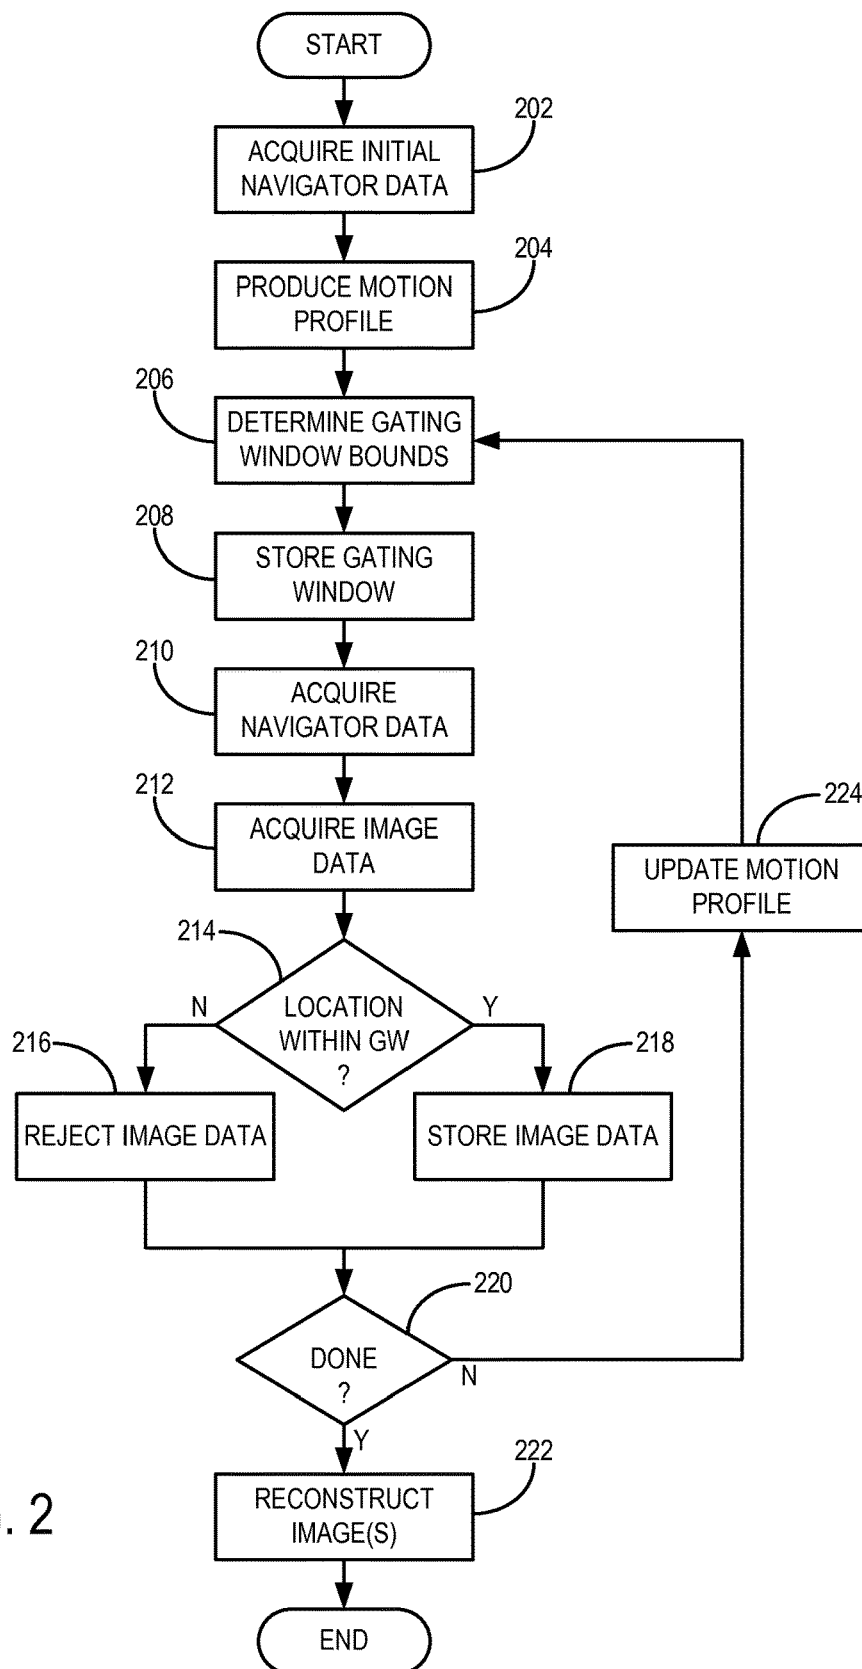 START
202
ACQUIRE INITIAL
NAVIGATOR DATA
204
PRODUCE MOTION
PROFILE
206
DETERMINE GATING
WINDOW BOUNDS
208
STORE GATING
WINDOW
210
ACQUIRE
NAVIGATOR DATA
212
ACQUIRE IMAGE
DATA
224
UPDATE MOTION
PROFILE
214
LOCATION
WITHIN GW
?
N
Y
216
REJECT IMAGE DATA
218
STORE IMAGE DATA
220
DONE
?
N
Y
222
RECONSTRUCT
IMAGE(S)
. 2
END